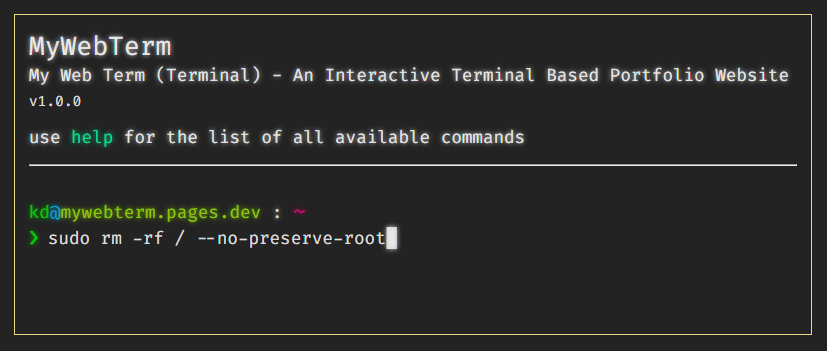 MyWebTerm
My Web Term (Terminal) - An Interactive Terminal Based Portfolio Website
v1.0.0
use help for the list of all available commands
kd@mywebterm.pages.dev : ~
❯ sudo rm -rf / --no-preserve-root